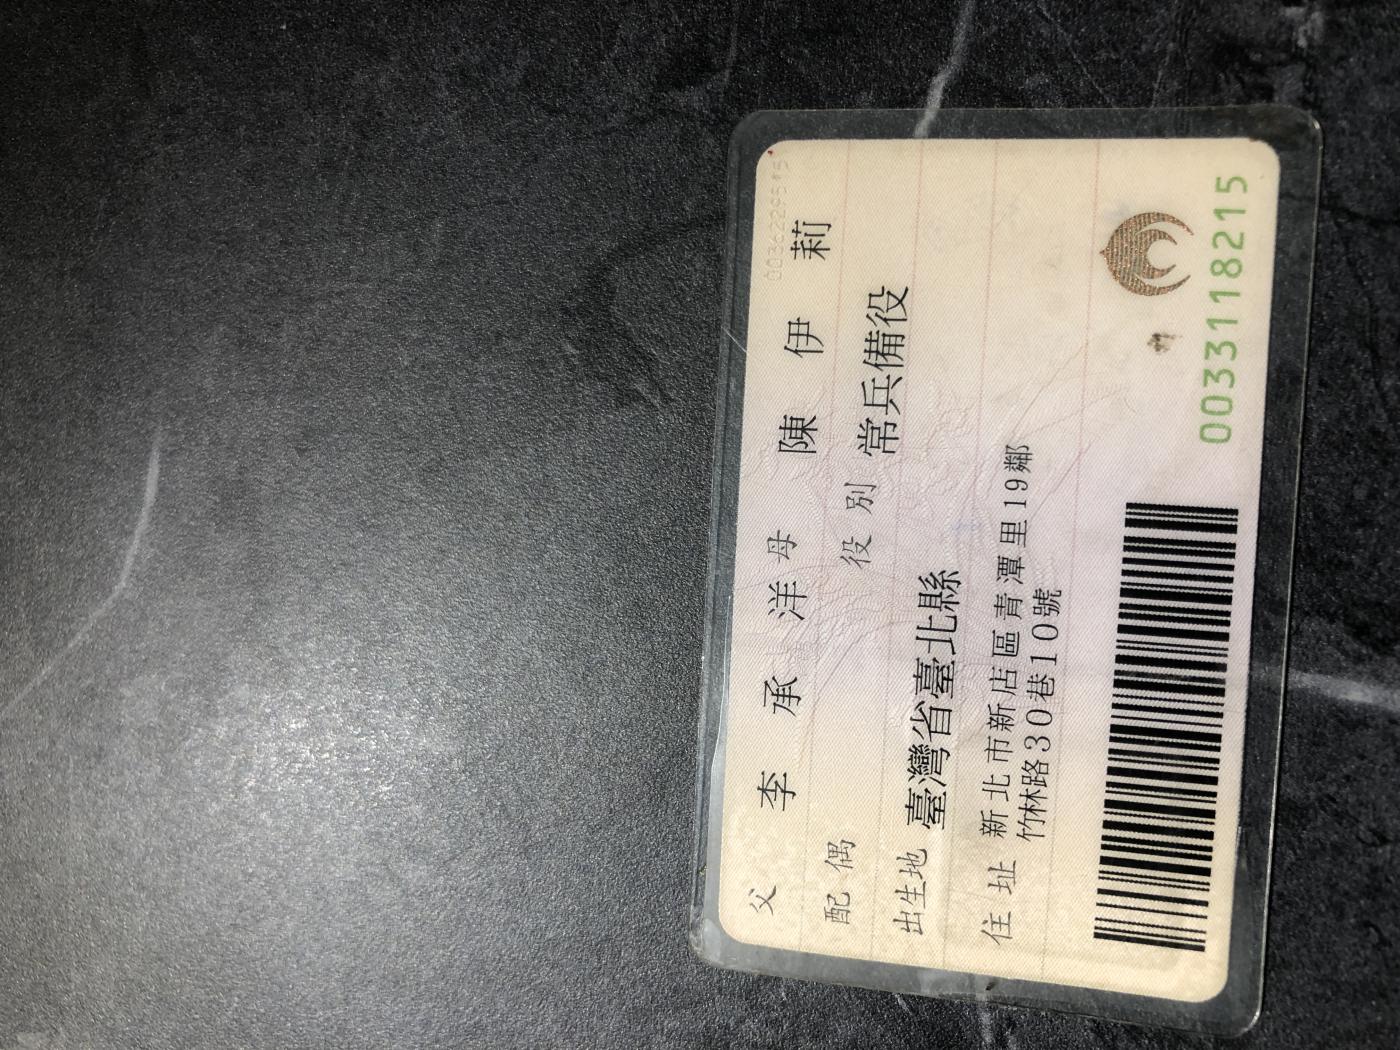 父 李承洋 母 陳伊莉
配偶 役別 常兵備役
出生地 臺灣省臺北縣
住址 新北市新店區青潭里19鄰
竹林路30巷10號
0033118215